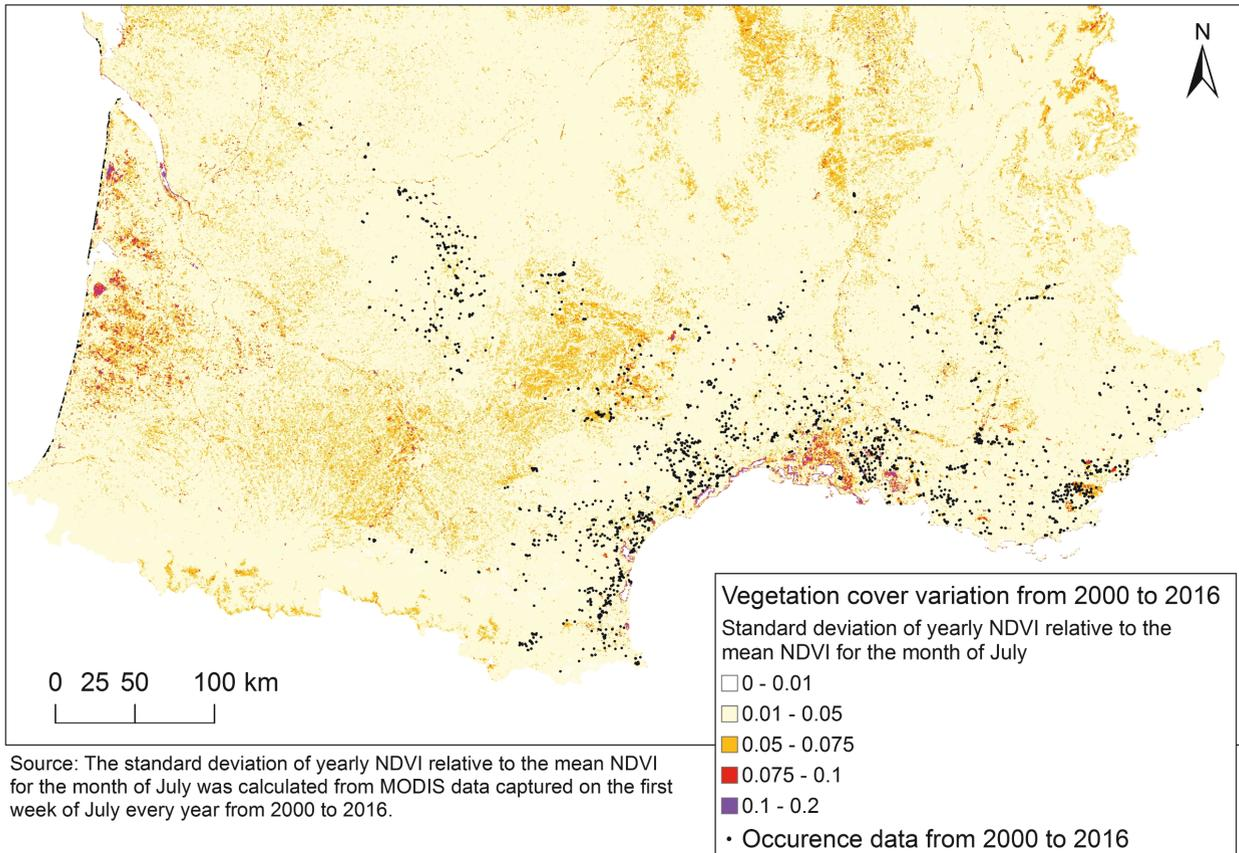 N
0 25 50 100 km
Vegetation cover variation from 2000 to 2016
Standard deviation of yearly NDVI relative to the
mean NDVI for the month of July
0 - 0.01
0.01 - 0.05
0.05 - 0.075
0.075 - 0.1
0.1 - 0.2
Occurence data from 2000 to 2016
Source: The standard deviation of yearly NDVI relative to the mean NDVI
for the month of July was calculated from MODIS data captured on the first
week of July every year from 2000 to 2016.